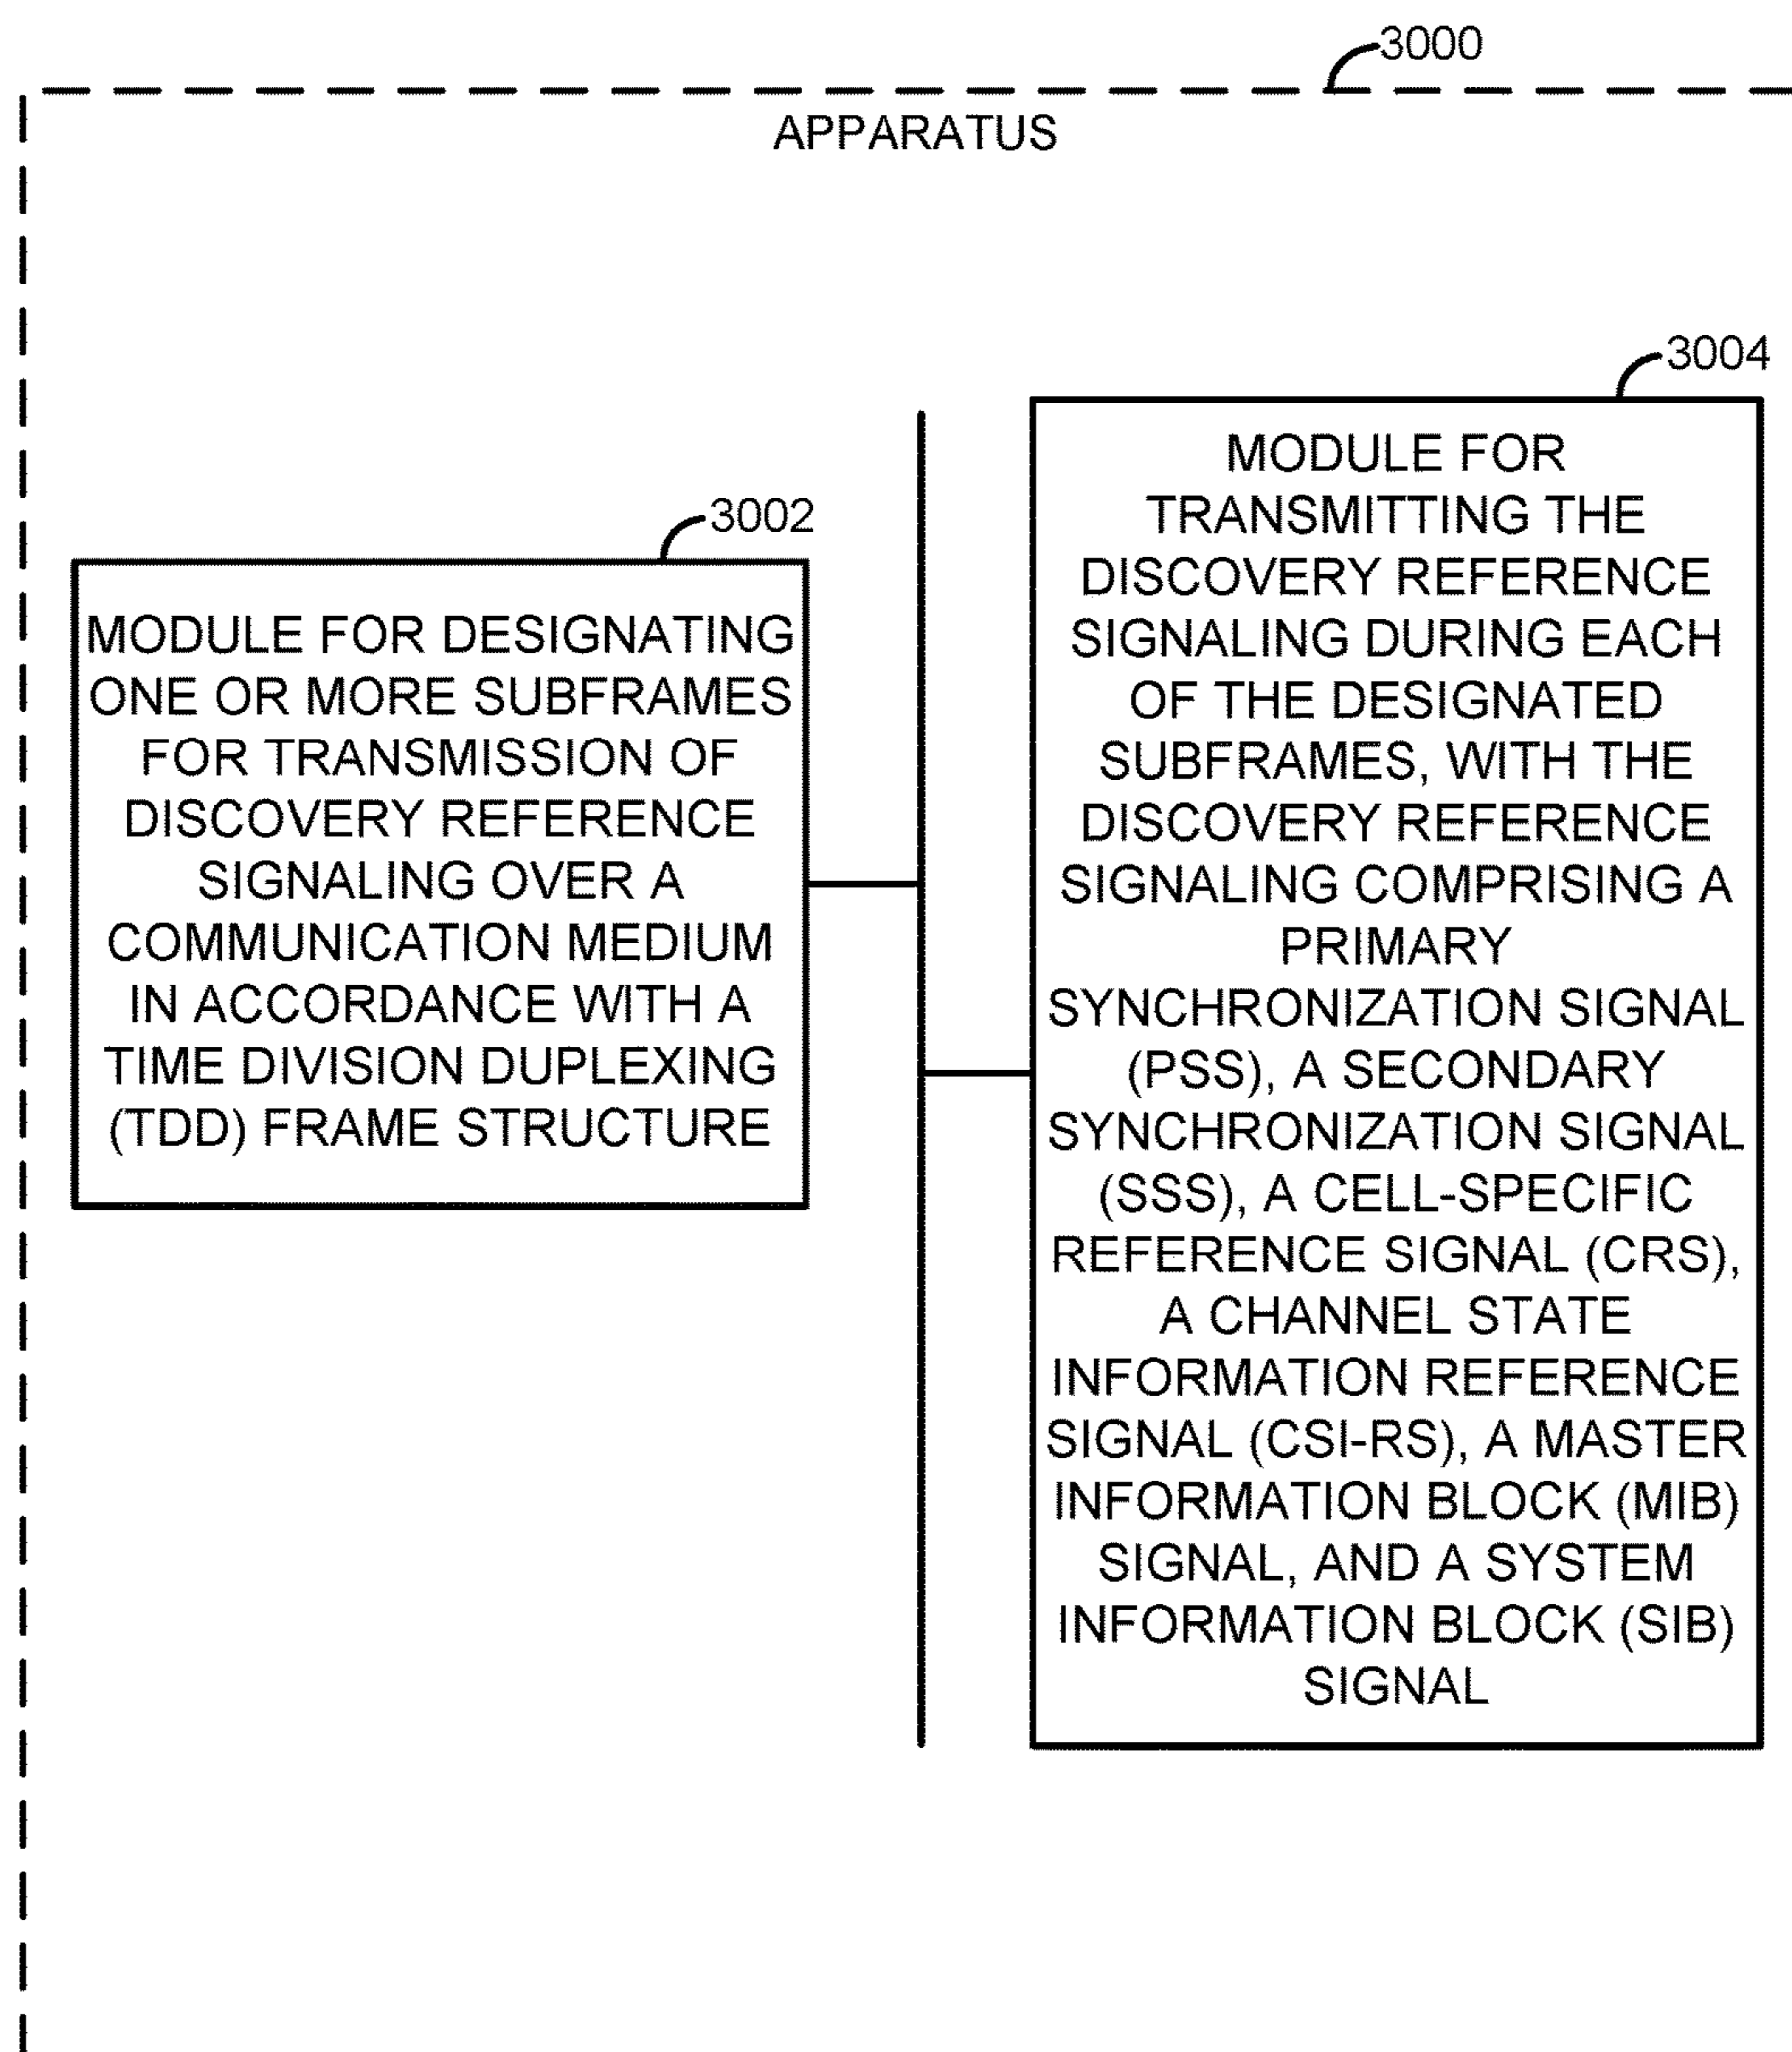 3000
APPARATUS
3002
MODULE FOR DESIGNATING
ONE OR MORE SUBFRAMES
FOR TRANSMISSION OF
DISCOVERY REFERENCE
SIGNALING OVER A
COMMUNICATION MEDIUM
IN ACCORDANCE WITH A
TIME DIVISION DUPLEXING
(TDD) FRAME STRUCTURE
3004
MODULE FOR
TRANSMITTING THE
DISCOVERY REFERENCE
SIGNALING DURING EACH
OF THE DESIGNATED
SUBFRAMES, WITH THE
DISCOVERY REFERENCE
SIGNALING COMPRISING A
PRIMARY
SYNCHRONIZATION SIGNAL
(PSS), A SECONDARY
SYNCHRONIZATION SIGNAL
(SSS), A CELL-SPECIFIC
REFERENCE SIGNAL (CRS),
A CHANNEL STATE
INFORMATION REFERENCE
SIGNAL (CSI-RS), A MASTER
INFORMATION BLOCK (MIB)
SIGNAL, AND A SYSTEM
INFORMATION BLOCK (SIB)
SIGNAL